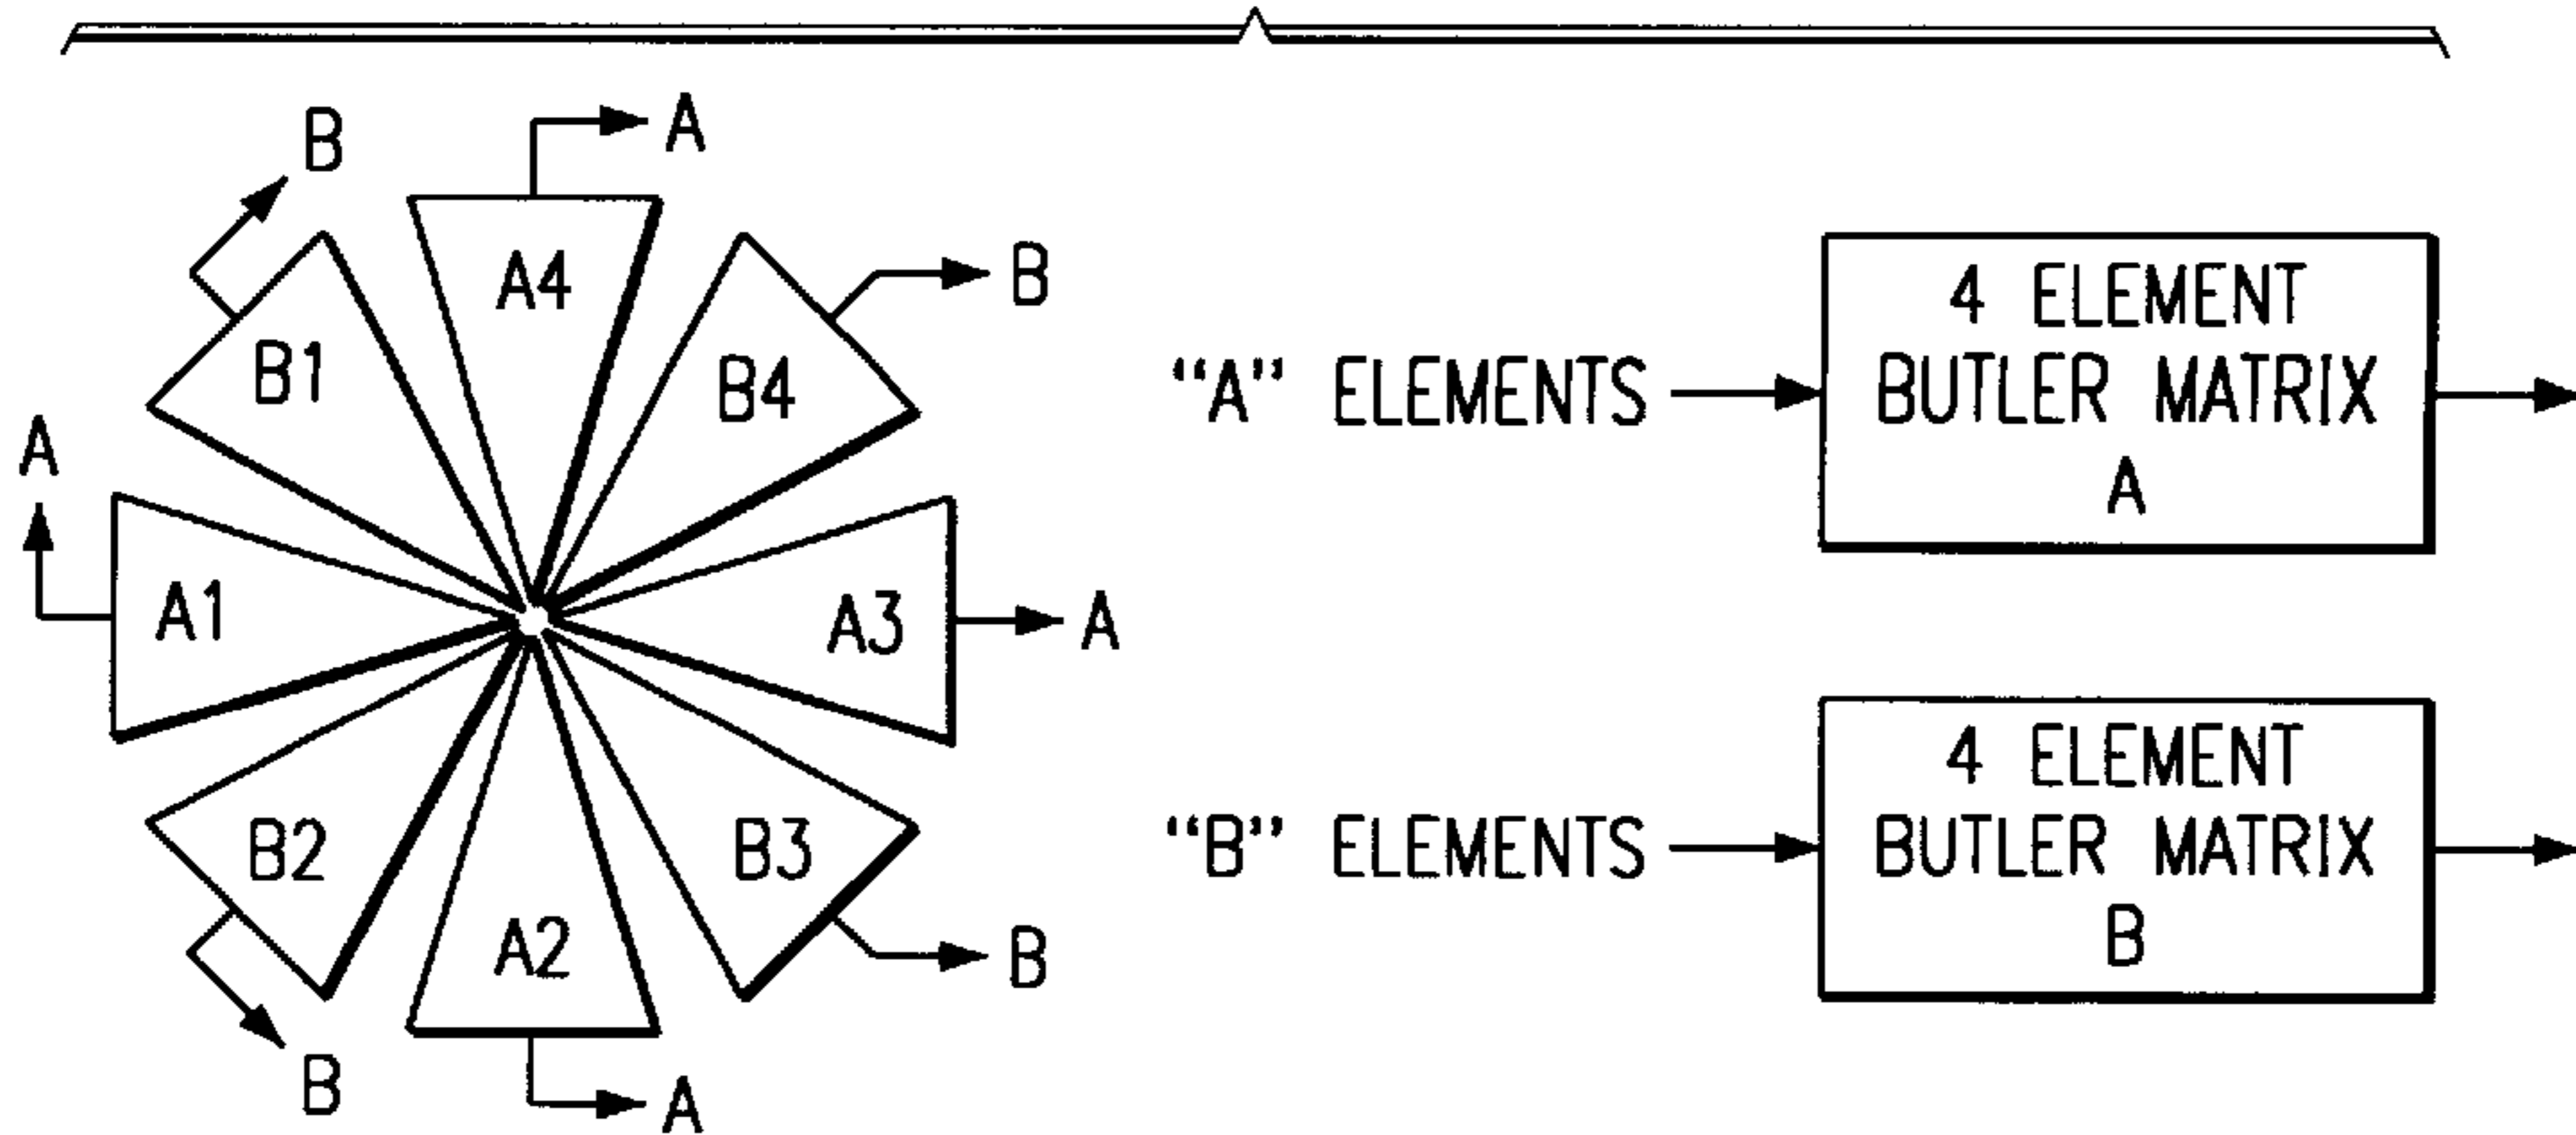 B
A
A4
B
B1
B4
A
A1
A3
A
B2
B3
A2
B
B
A
"A" ELEMENTS
4 ELEMENT
BUTLER MATRIX
A
"B" ELEMENTS
4 ELEMENT
BUTLER MATRIX
B